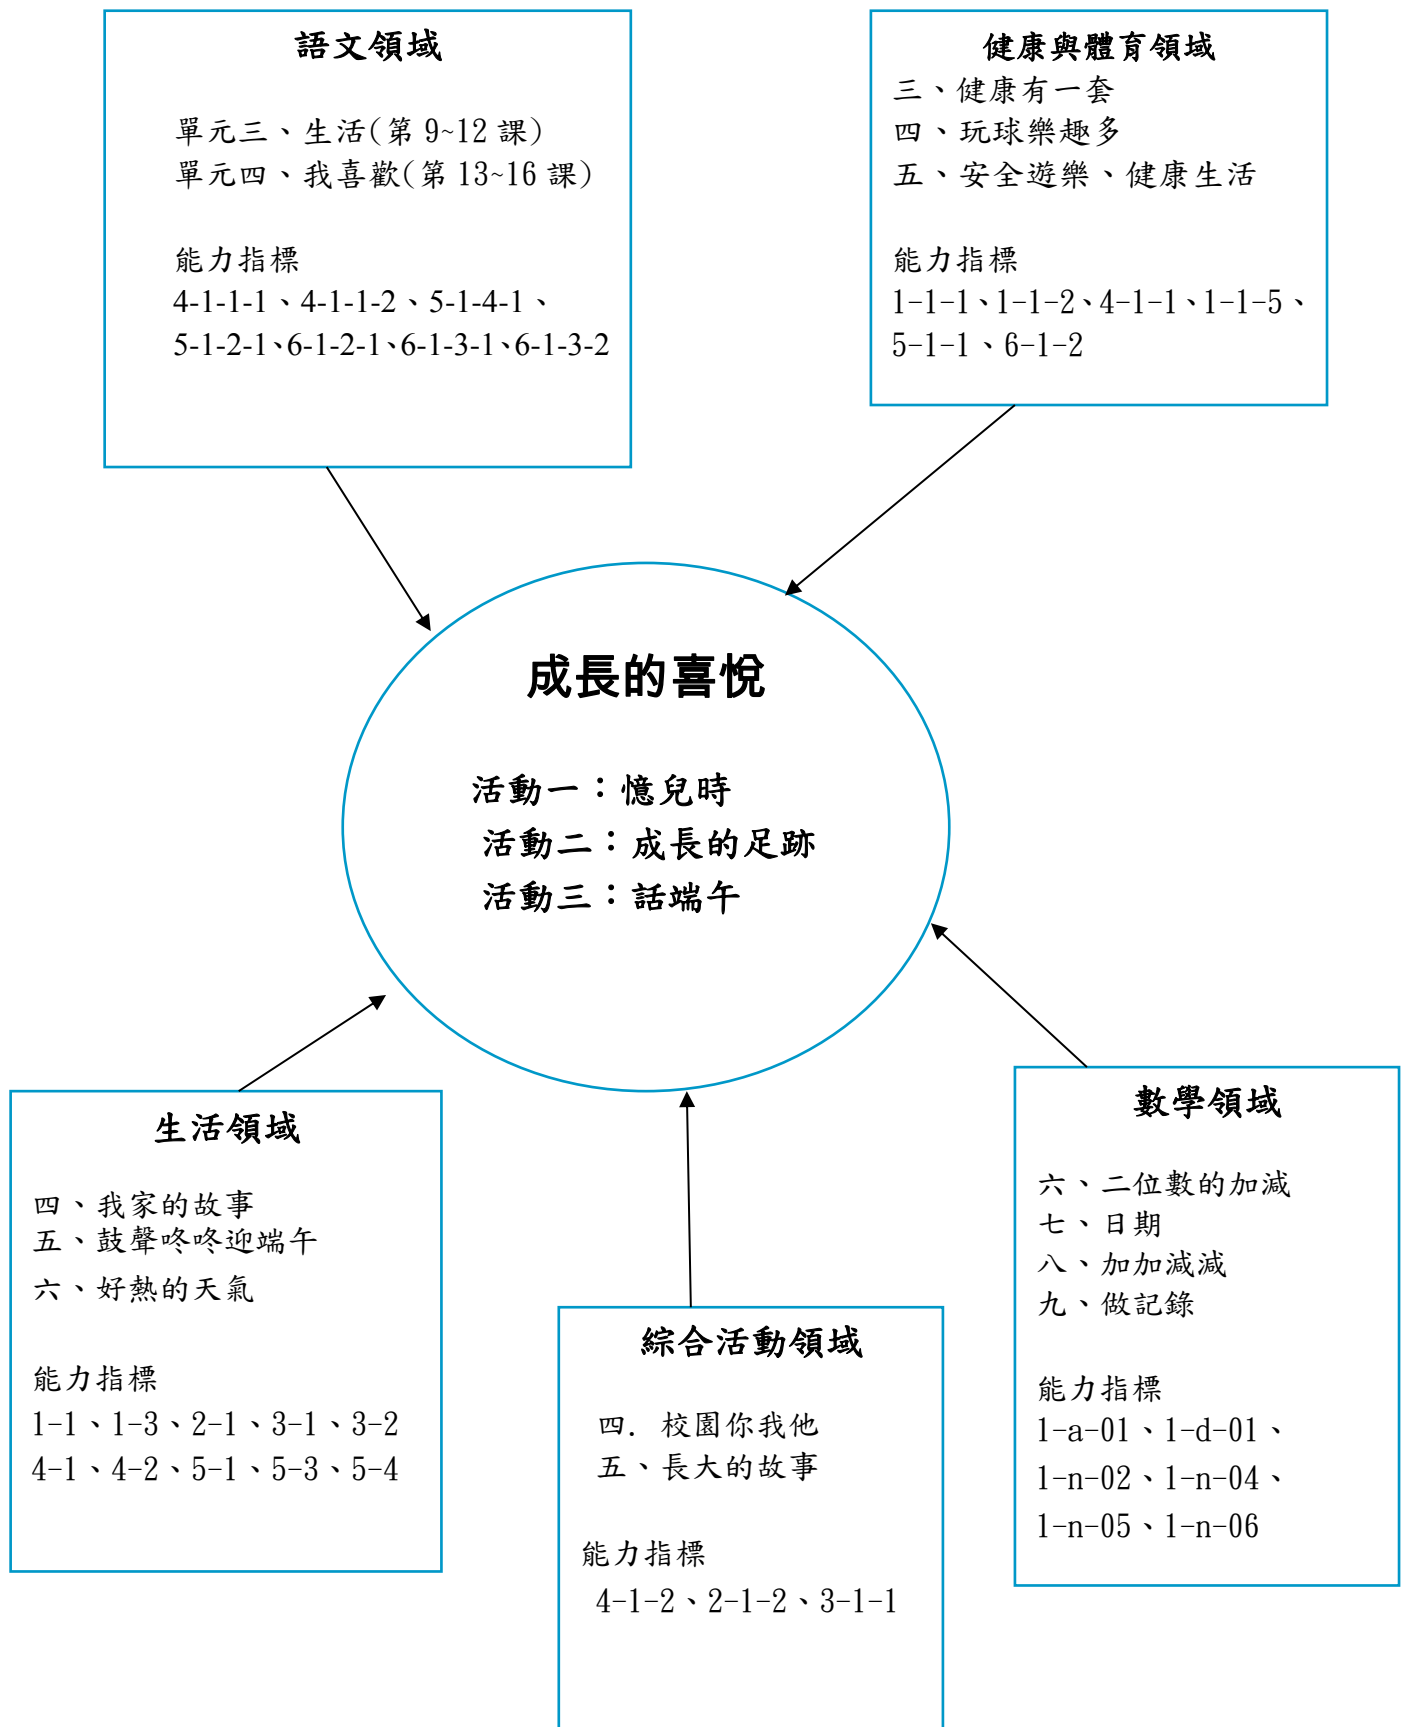 語文領域
單元三、生活(第 9~12 課)
單元四、我喜歡(第 13~16 課)
能力指標
4-1-1-1、4-1-1-2、5-1-4-1、
5-1-2-1、6-1-2-1、6-1-3-1、6-1-3-2
健康與體育領域
三、健康有一套
四、玩球樂趣多
五、安全遊樂、健康生活
能力指標
1-1-1、1-1-2、4-1-1、1-1-5、
5-1-1、6-1-2
成長的喜悅
活動一：憶兒時
活動二：成長的足跡
活動三：話端午
生活領域
四、我家的故事
五、鼓聲咚咚迎端午
六、好熱的天氣
能力指標
1-1、1-3、2-1、3-1、3-2
4-1、4-2、5-1、5-3、5-4
綜合活動領域
四. 校園你我他
五、長大的故事
能力指標
4-1-2、2-1-2、3-1-1
數學領域
六、二位數的加減
七、日期
八、加加減減
九、做記錄
能力指標
1-a-01、1-d-01、
1-n-02、1-n-04、
1-n-05、1-n-06